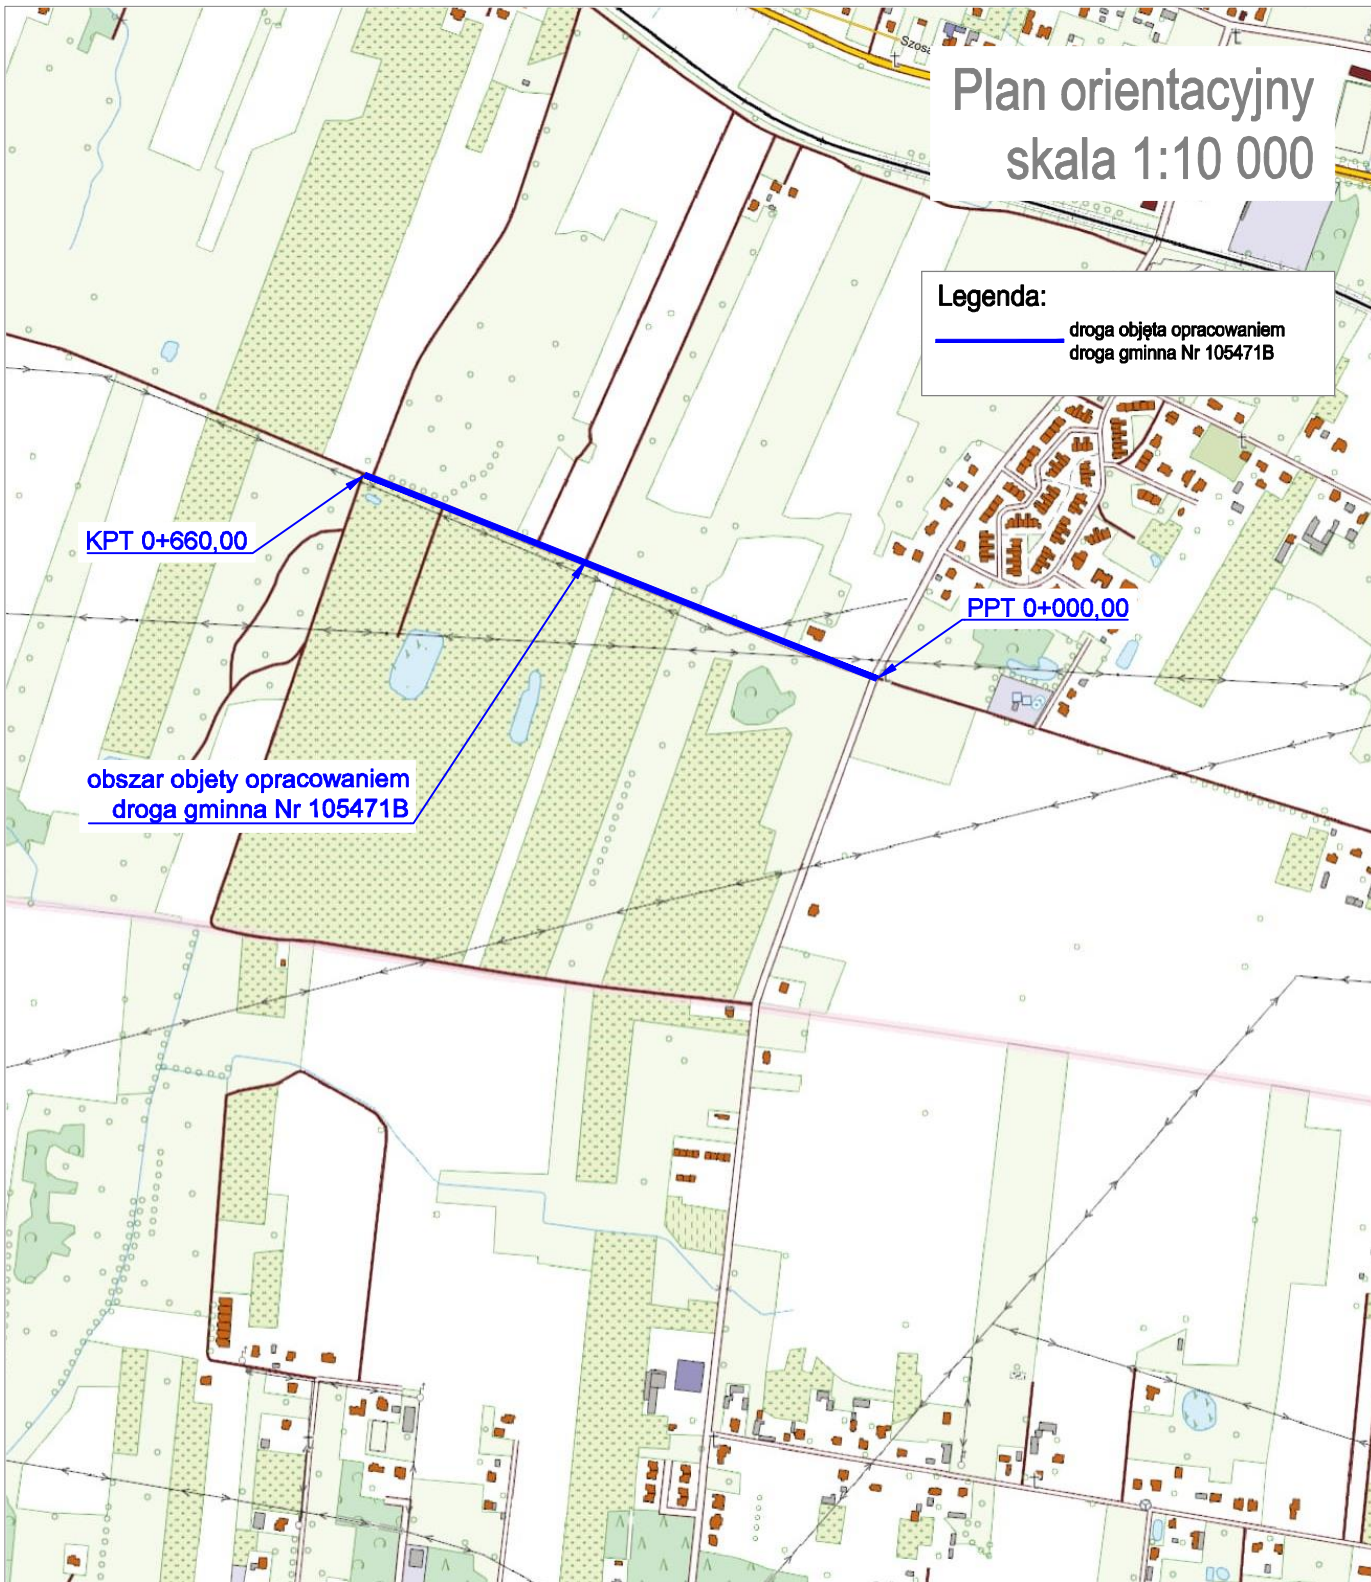 Szosa
Plan orientacyjny
skala 1:10 000
Legenda:
droga objęta opracowaniem
droga gminna Nr 105471B
KPT 0+660,00
PPT 0+000,00
obszar objety opracowaniem
droga gminna Nr 105471B